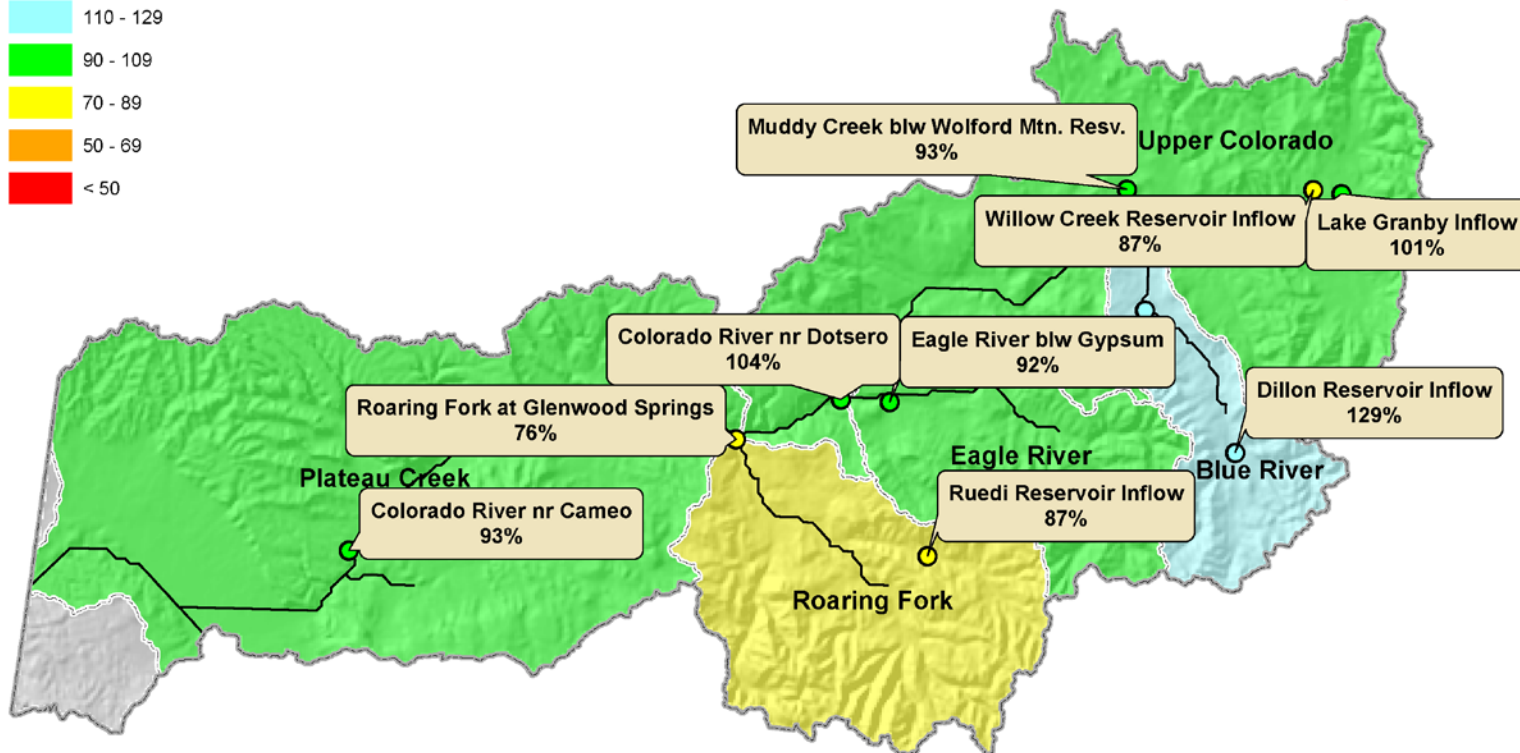 110 - 129
90 - 109
70 - 89
50 - 69
< 50
Muddy Creek blw Wolford Mtn. Resv.
93%
Upper Colorado
Willow Creek Reservoir Inflow
87%
Lake Granby Inflow
101%
Colorado River nr Dotsero
104%
Eagle River blw Gypsum
92%
Dillon Reservoir Inflow
129%
Roaring Fork at Glenwood Springs
76%
Eagle River
Blue River
Plateau Creek
Colorado River nr Cameo
93%
Ruedi Reservoir Inflow
87%
Roaring Fork